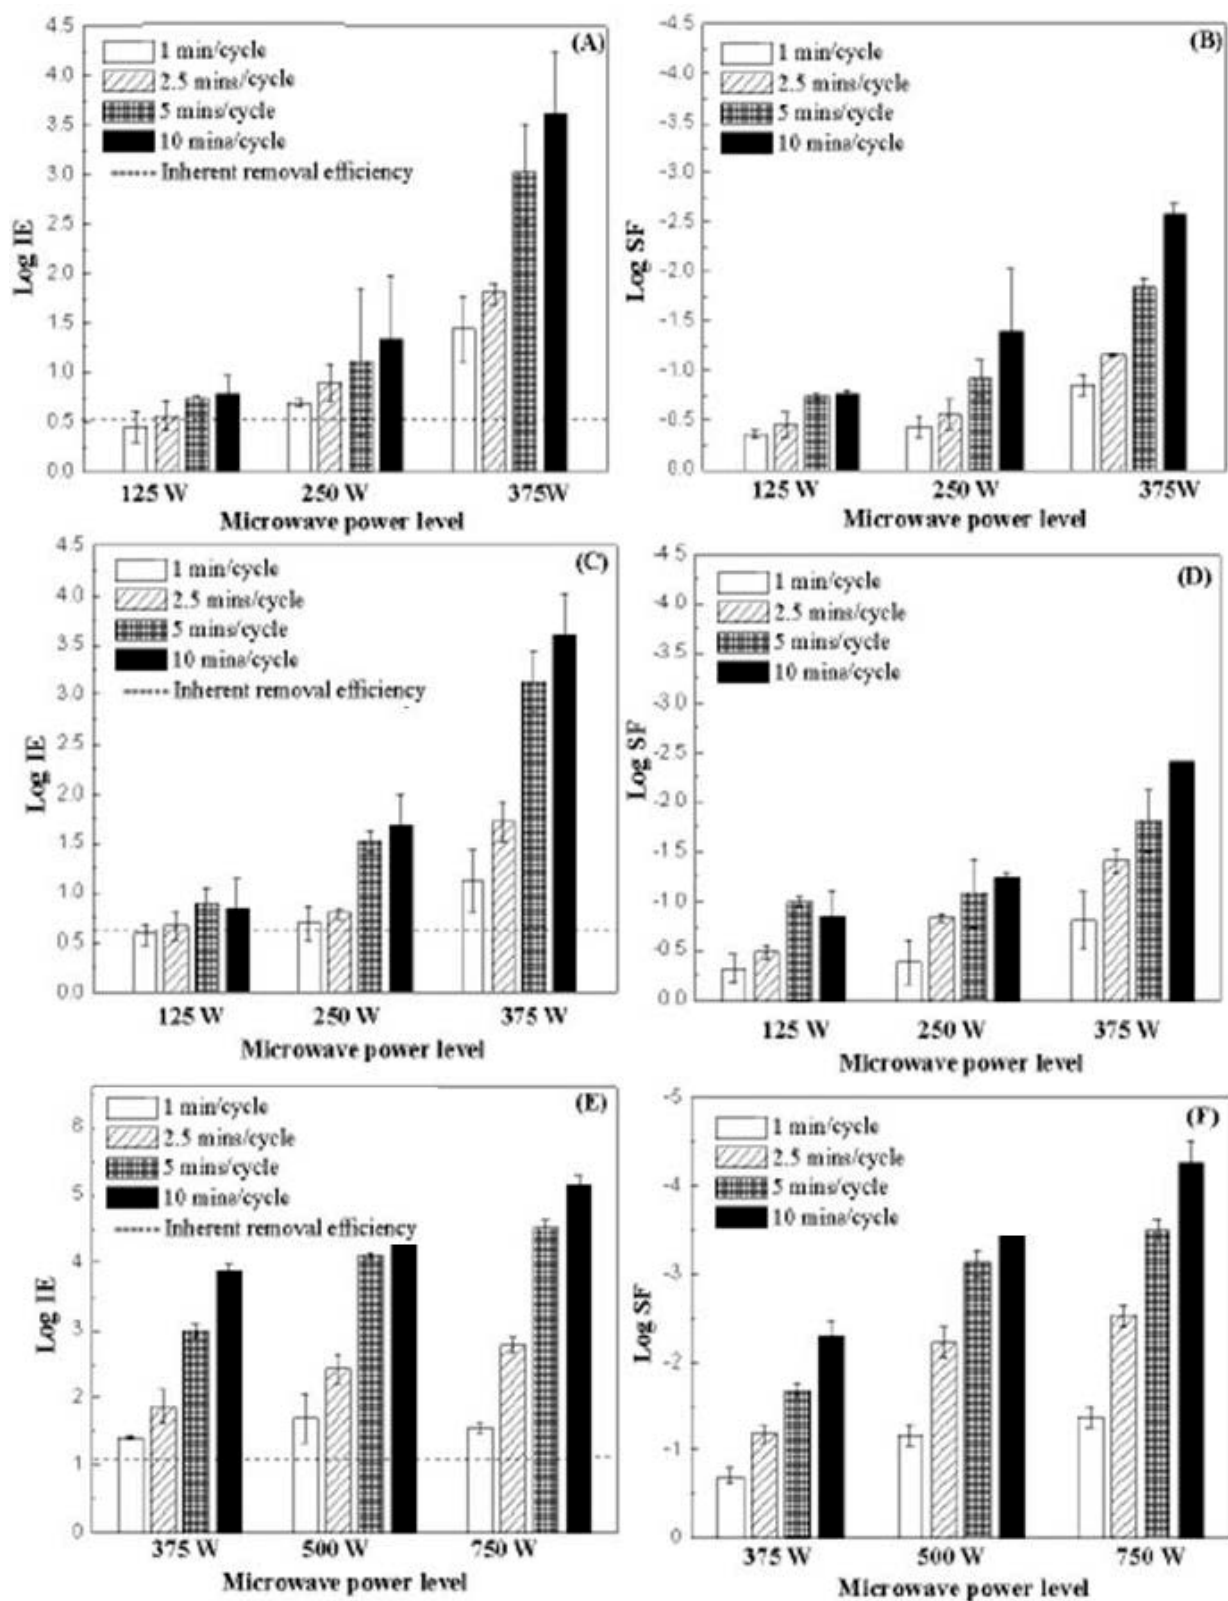 (A)
1 min/cycle
2.5 mins/cycle
5 mins/cycle
10 mins/cycle
Inherent removal efficiency
4.5
4.0
3.5
3.0
2.5
2.0
1.5
1.0
0.5
0.0
Log IE
125 W 250 W 375W
Microwave power level
(B)
1 min/cycle
2.5 mins/cycle
5 mins/cycle
10 mins/cycle
-4.5
-4.0
-3.5
-3.0
-2.5
-2.0
-1.5
-1.0
-0.5
0.0
Log SF
125 W 250 W 375W
Microwave power level
(C)
1 min/cycle
2.5 mins/cycle
5 mins/cycle
10 mins/cycle
Inherent removal efficiency
4.5
4.0
3.5
3.0
2.5
2.0
1.5
1.0
0.5
0.0
Log IE
125 W 250 W 375 W
Microwave power level
(D)
1 min/cycle
2.5 mins/cycle
5 mins/cycle
10 mins/cycle
-4.5
-4.0
-3.5
-3.0
-2.5
-2.0
-1.5
-1.0
-0.5
0.0
Log SF
125 W 250 W 375 W
Microwave power level
(E)
1 min/cycle
2.5 mins/cycle
5 mins/cycle
10 mins/cycle
Inherent removal efficiency
6
5
4
3
2
1
0
Log IE
375 W 500 W 750 W
Microwave power level
(F)
1 min/cycle
2.5 mins/cycle
5 mins/cycle
10 mins/cycle
-5
-4
-3
-2
-1
0
Log SF
375 W 500 W 750 W
Microwave power level